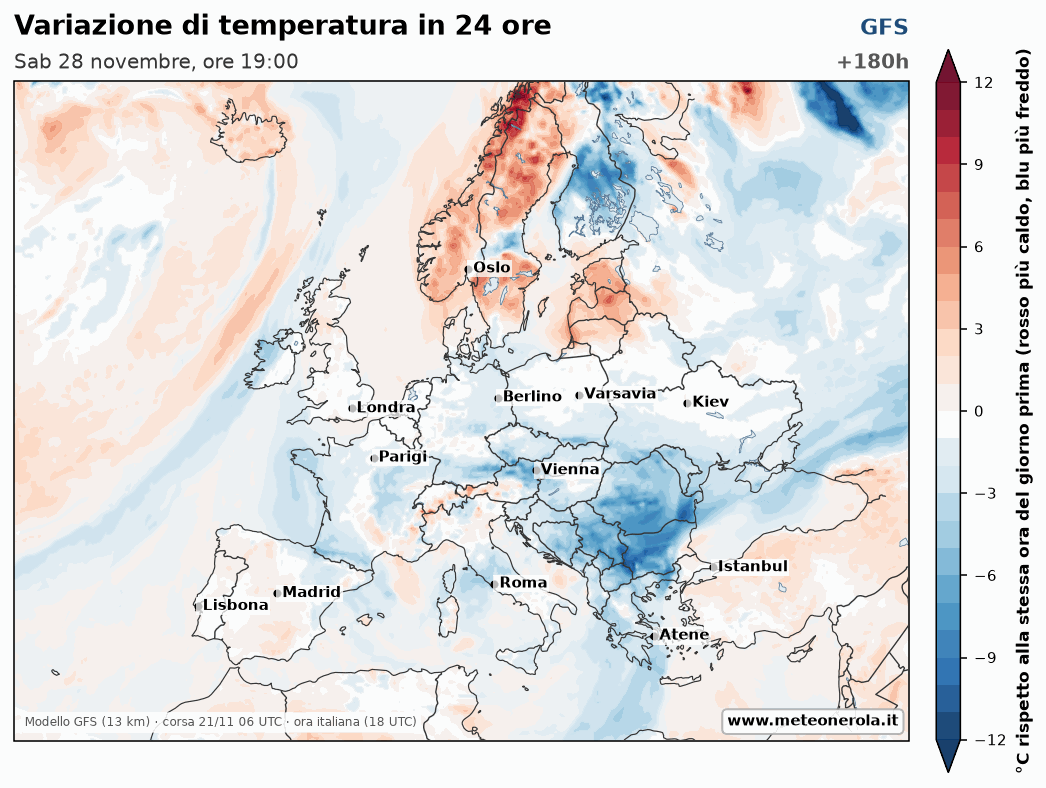 Variazione di temperatura in 24 ore
GFS
Sab 28 novembre, ore 19:00
+180h
Oslo
Londra
Berlino
Varsavia
Kiev
Parigi
Vienna
Istanbul
Roma
Madrid
Lisbona
Atene
Modello GFS (13 km) · corsa 21/11 06 UTC · ora italiana (18 UTC)
www.meteonerola.it
12
9
6
3
0
−3
−6
−9
−12
°C rispetto alla stessa ora del giorno prima (rosso più caldo, blu più freddo)